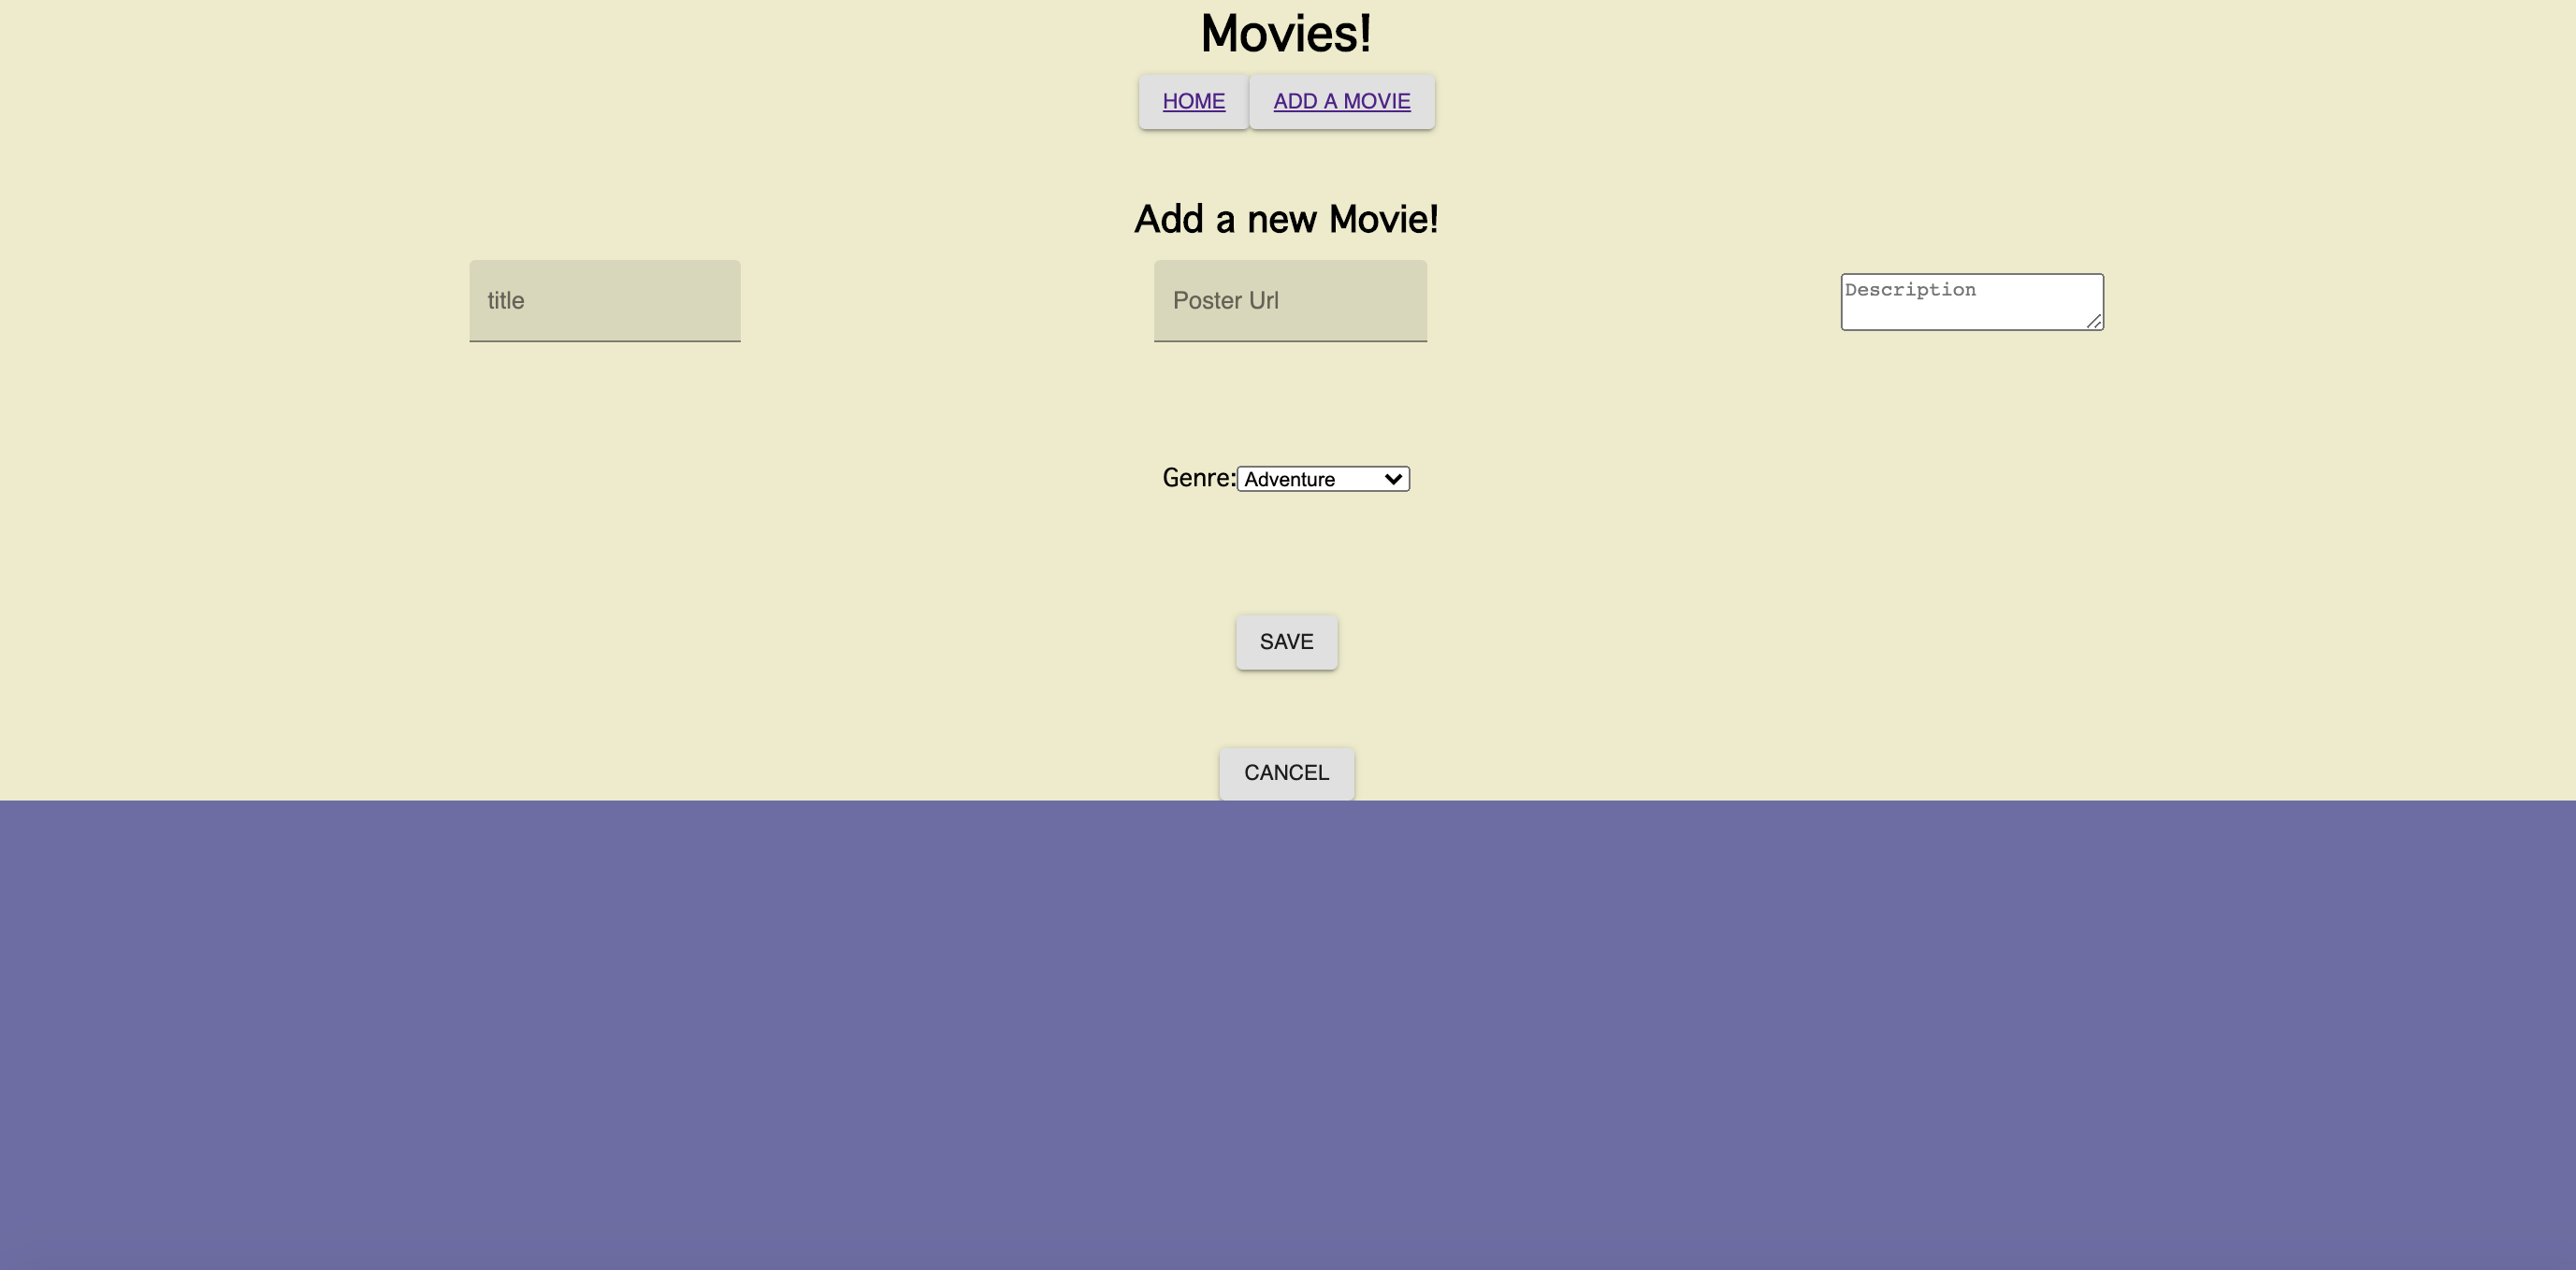 Movies!
HOME ADD A MOVIE
Add a new Movie!
title Poster Url Description
Genre: Adventure
SAVE
CANCEL